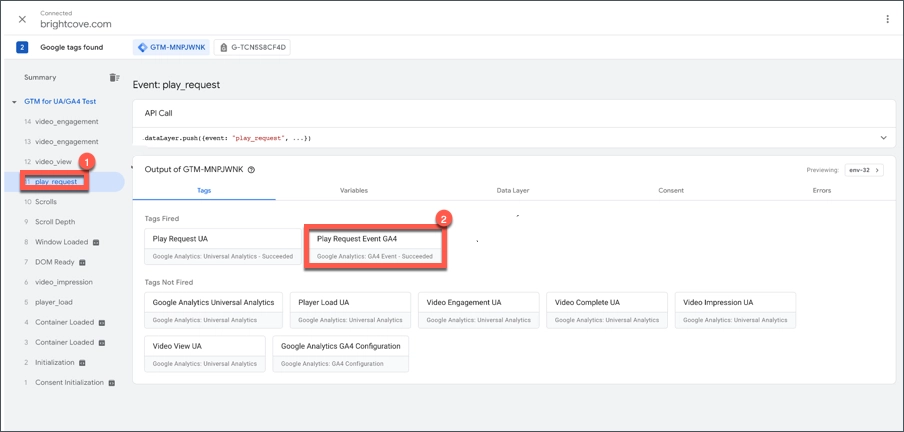 Connected
brightcove.com
2 Google tags found GTM-MNPJWNK G-TCNSS8CF4D
Summary
GTM for UA/GA4 Test
14 video_engagement
13 video_engagement
12 video_view
1
play_request
10 Scrolls
9 Scroll Depth
8 Window Loaded
7 DOM Ready
6 video_impression
5 player_load
4 Container Loaded
3 Container Loaded
2 Initialization
1 Consent Initialization
Event: play_request
API Call
dataLayer.push({event: "play_request", ...})
Output of GTM-MNPJWNK
Previewing: env-32
Tags Variables Data Layer Consent Errors
Tags Fired
2
Play Request UA
Google Analytics: Universal Analytics - Succeeded
Play Request Event GA4
Google Analytics: GA4 Event - Succeeded
Tags Not Fired
Google Analytics Universal Analytics
Google Analytics: Universal Analytics
Player Load UA
Google Analytics: Universal Analytics
Video Engagement UA
Google Analytics: Universal Analytics
Video Complete UA
Google Analytics: Universal Analytics
Video Impression UA
Google Analytics: Universal Analytics
Video View UA
Google Analytics: Universal Analytics
Google Analytics GA4 Configuration
Google Analytics: GA4 Configuration